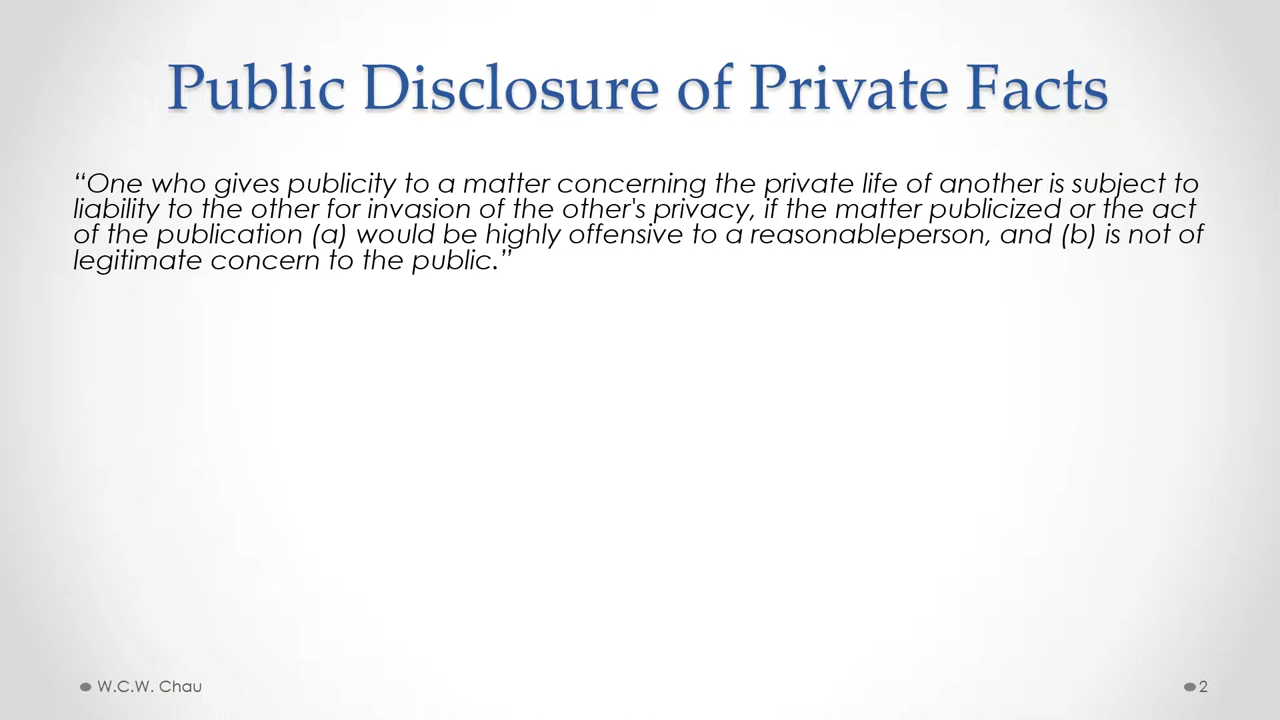 Public Disclosure of Private Facts
“One who gives publicity to a matter concerning the private life of another is subject to
liability to the other for invasion of the other's privacy, if the matter publicized or the act
of the publication (a) would be highly offensive to a reasonableperson, and (b) is not of
legitimate concern to the public.”
W.C.W. Chau
2